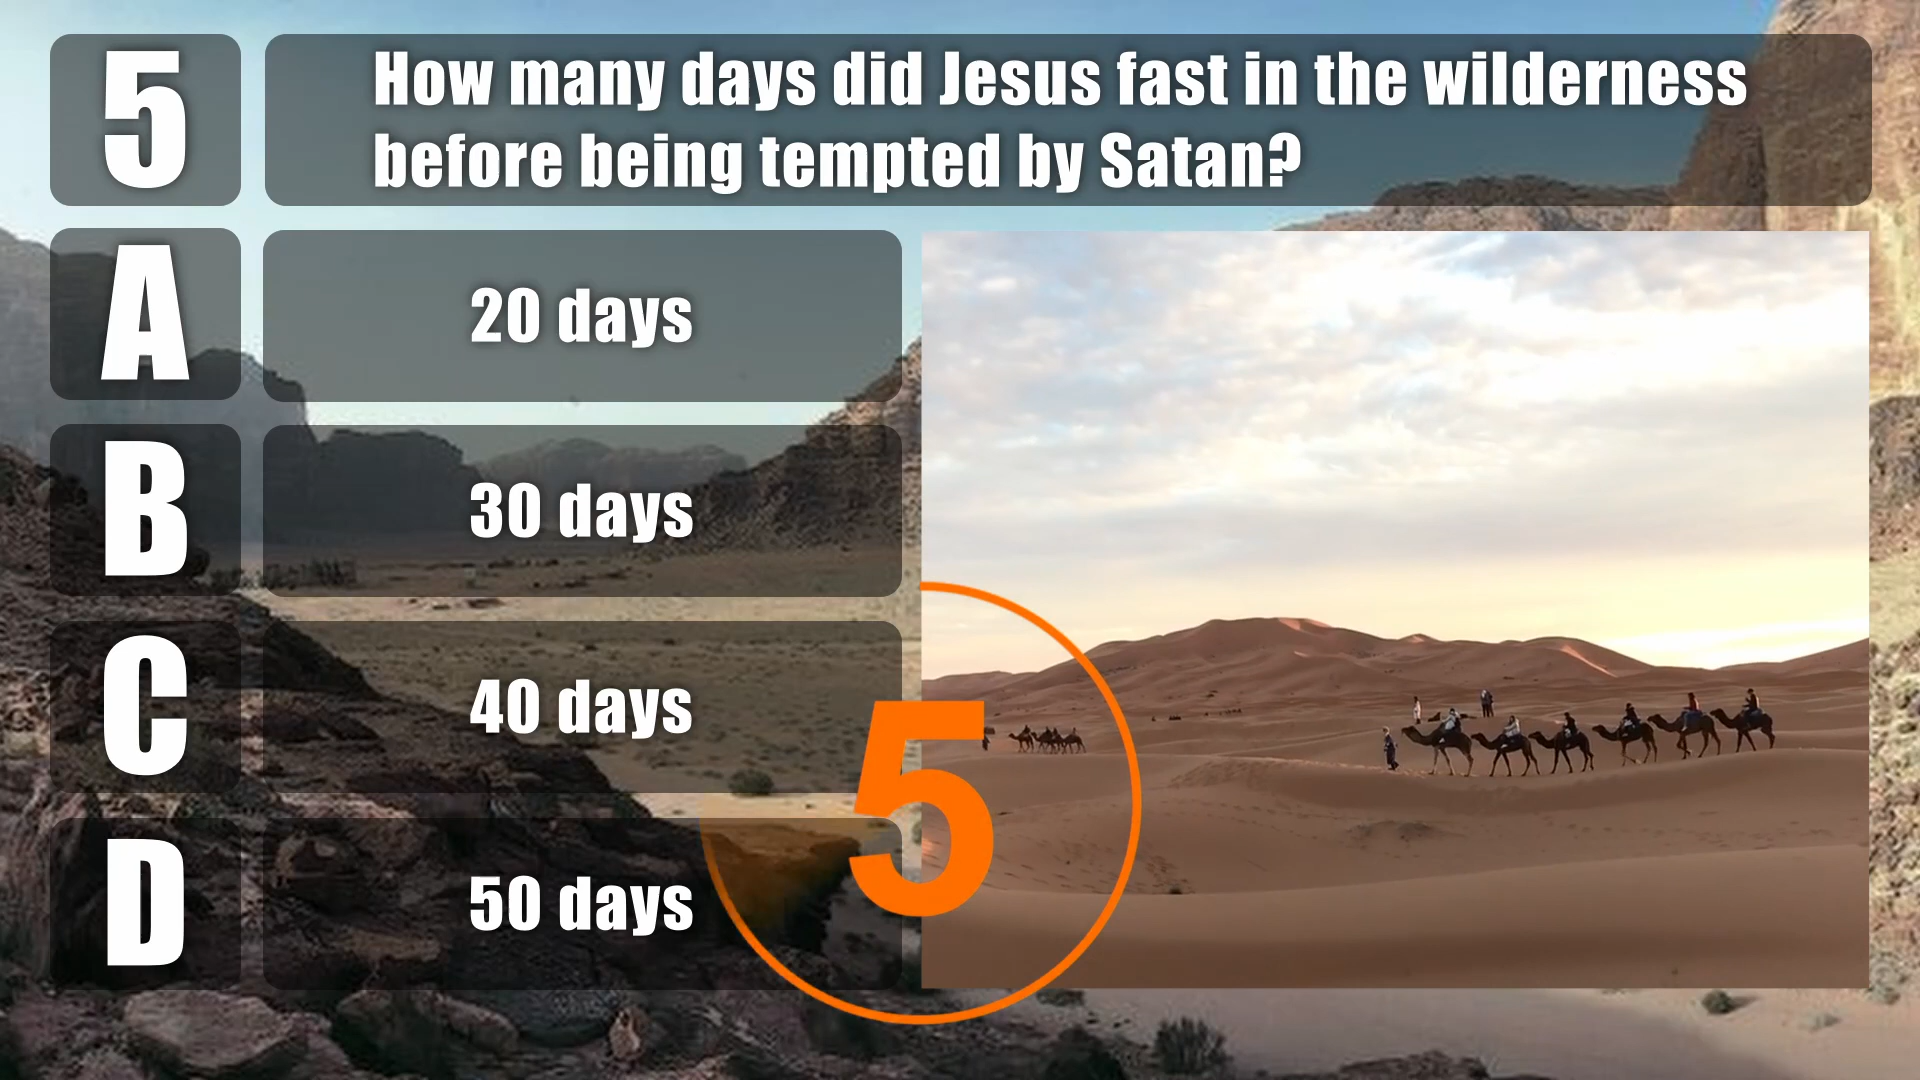 5
How many days did Jesus fast in the wilderness
before being tempted by Satan?
A
20 days
B
30 days
C
40 days
D
50 days
5